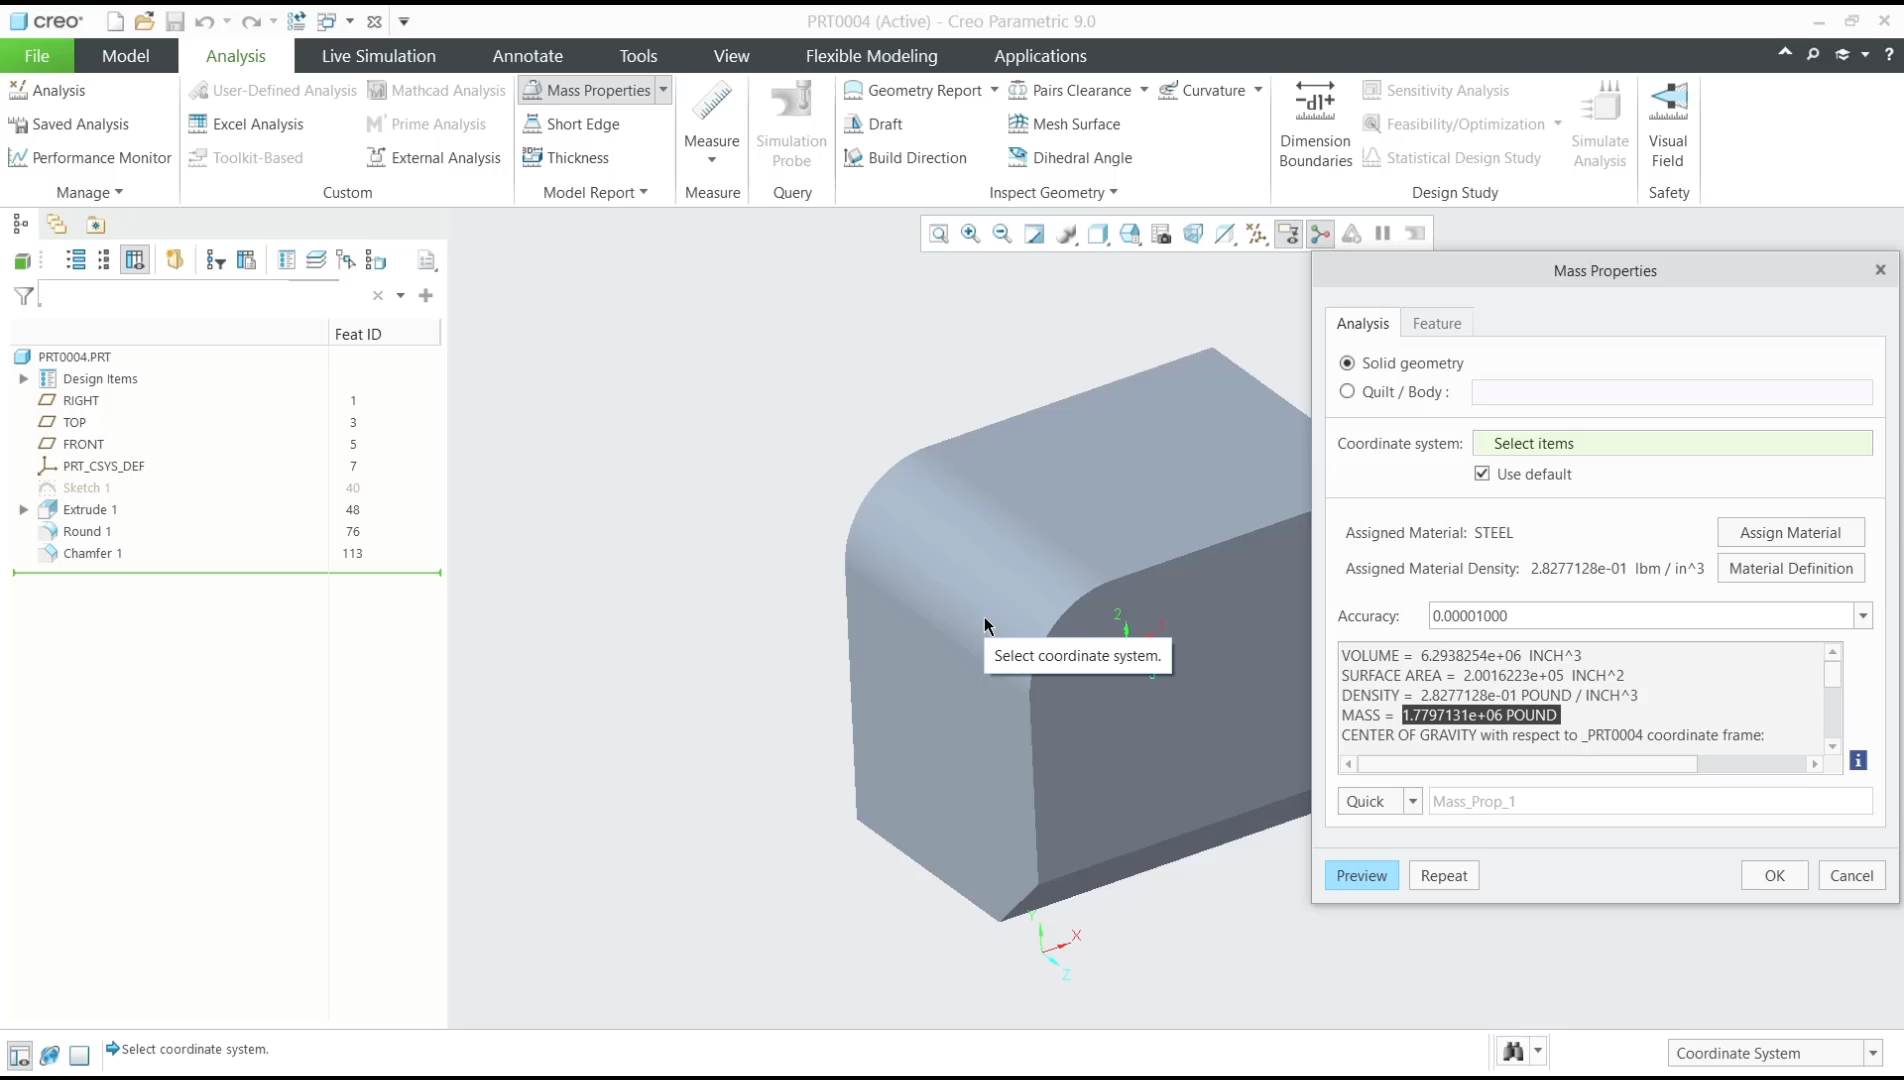 creo
PRT0004 (Active) - Creo Parametric 9.0
File Model Analysis Live Simulation Annotate Tools View Flexible Modeling Applications
Analysis
Saved Analysis
Performance Monitor
Manage
User-Defined Analysis Mathcad Analysis
Excel Analysis Prime Analysis
Toolkit-Based External Analysis
Custom
Mass Properties
Short Edge
Thickness
Model Report
Measure
Measure
Simulation
Probe
Query
Geometry Report Pairs Clearance Curvature
Draft Mesh Surface
Build Direction Dihedral Angle
Inspect Geometry
Dimension
Boundaries
Sensitivity Analysis
Feasibility/Optimization
Statistical Design Study
Simulate
Analysis
Design Study
Visual
Field
Safety
Feat ID
PRT0004.PRT
Design Items
RIGHT 1
TOP 3
FRONT 5
PRT_CSYS_DEF 7
Sketch 1 40
Extrude 1 48
Round 1 76
Chamfer 1 113
2
1
3
Select coordinate system.
Y
X
Z
Mass Properties
Analysis Feature
Solid geometry
Quilt / Body :
Coordinate system: Select items
Use default
Assigned Material: STEEL Assign Material
Assigned Material Density: 2.8277128e-01 lbm / in^3 Material Definition
Accuracy: 0.00001000
VOLUME = 6.2938254e+06 INCH^3
SURFACE AREA = 2.0016223e+05 INCH^2
DENSITY = 2.8277128e-01 POUND / INCH^3
MASS = 1.7797131e+06 POUND
CENTER OF GRAVITY with respect to _PRT0004 coordinate frame:
Quick Mass_Prop_1
Preview Repeat OK Cancel
Select coordinate system.
Coordinate System